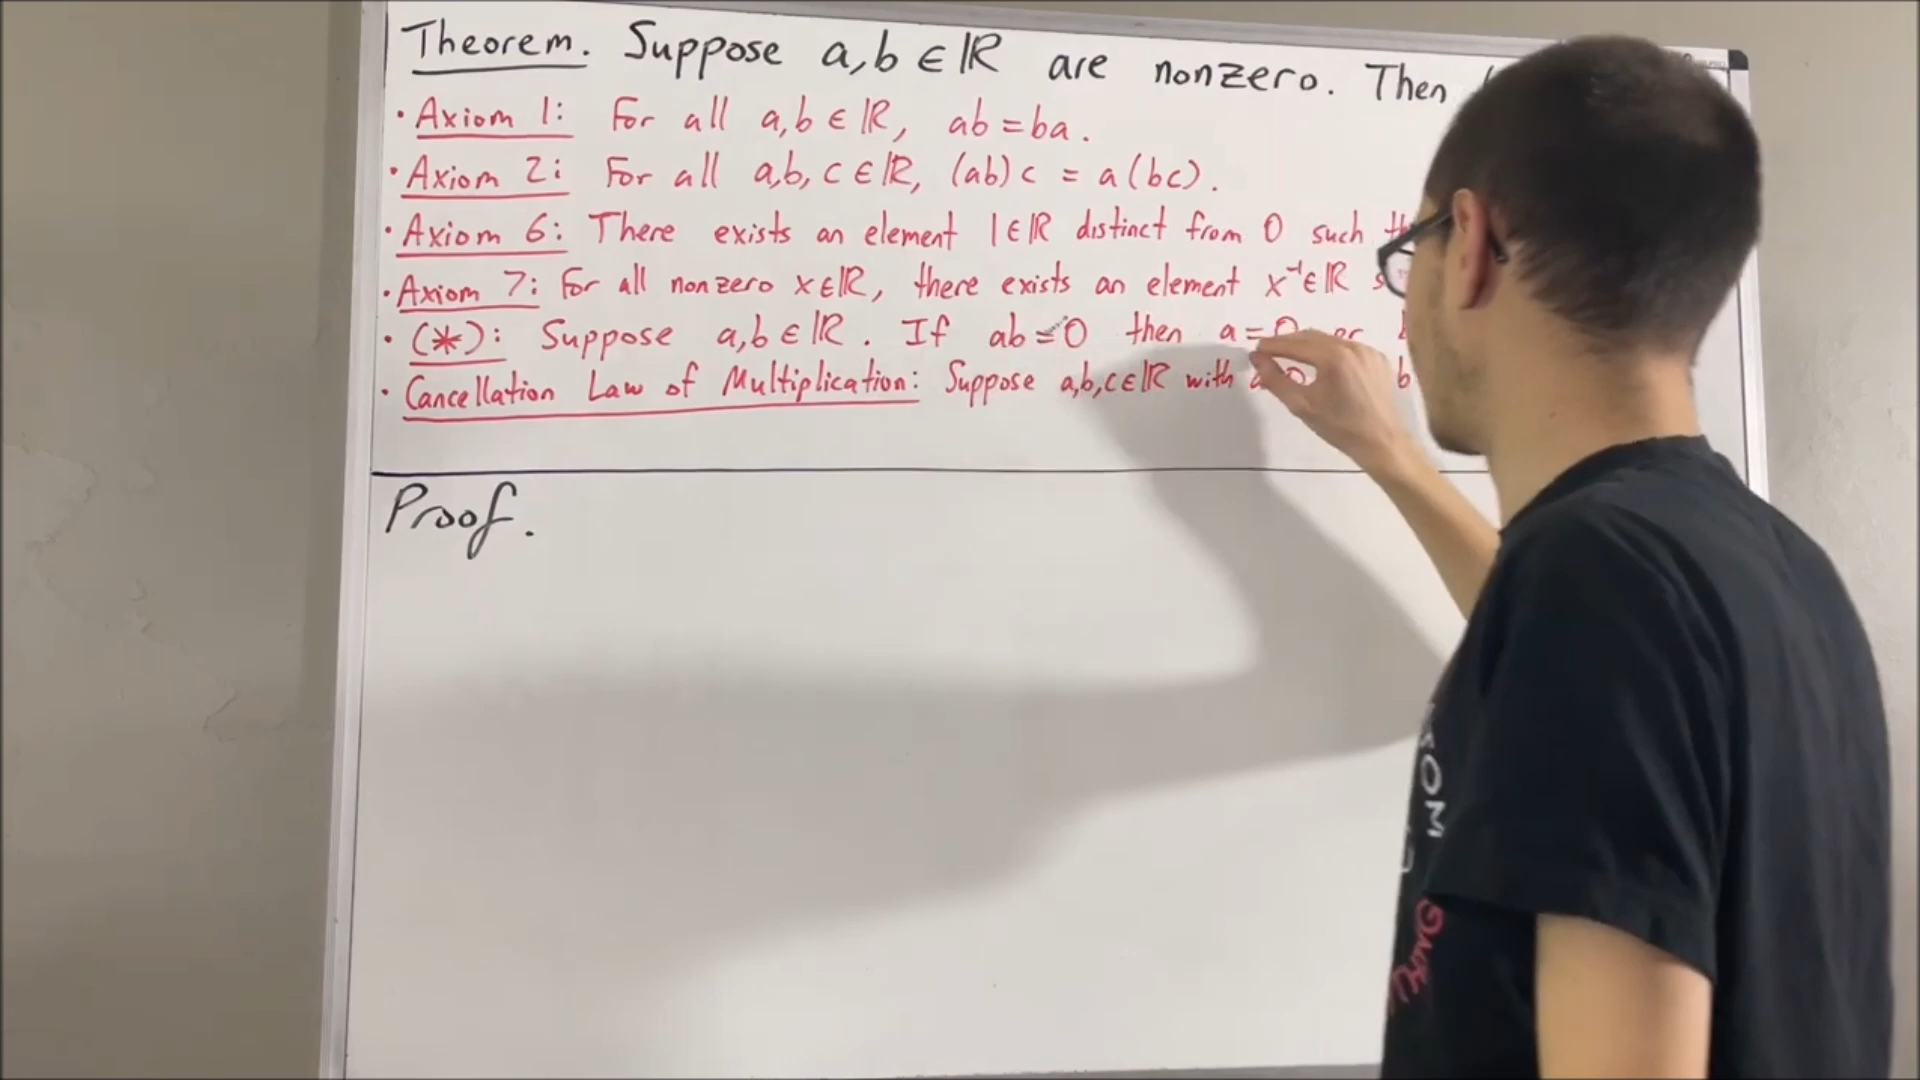 Theorem. Suppose a,b ∈ ℝ are nonzero. Then
• Axiom 1: For all a,b ∈ ℝ, ab = ba.
• Axiom 2: For all a,b,c ∈ ℝ, (ab)c = a(bc).
• Axiom 6: There exists an element 1 ∈ ℝ distinct from 0 such
• Axiom 7: For all nonzero x ∈ ℝ, there exists an element x⁻¹ ∈ ℝ
• (*): Suppose a,b ∈ ℝ. If ab = 0 then a = 0 or
• Cancellation Law of Multiplication: Suppose a,b,c ∈ ℝ with
Proof.